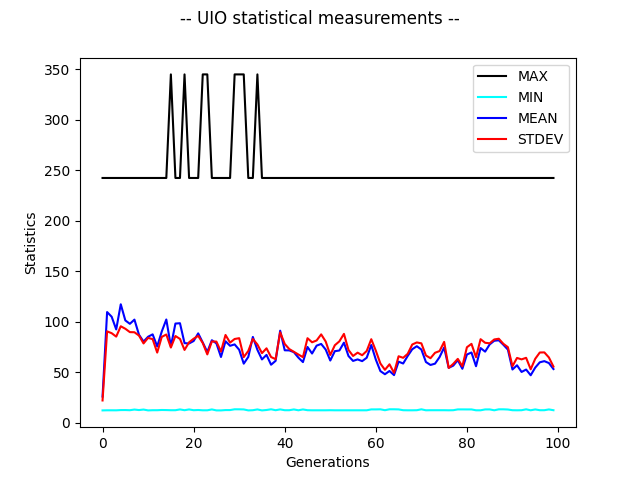 -- UIO statistical measurements --
350
300
250
200
150
100
50
0
Statistics
MAX
MIN
MEAN
STDEV
0 20 40 60 80 100
Generations